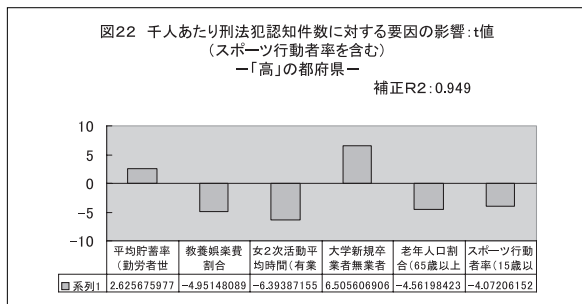 図22 千人あたり刑法犯認知件数に対する要因の影響:t値
(スポーツ行動者率を含む)
ー「高」の都府県ー
補正R2:0.949
10
5
0
−5
−10
平均貯蓄率 教養娯楽費 女2次活動平 大学新規卒 老年人口割 スポーツ行動
(勤労者世 割合 均時間(有業 業者無業者 合(65歳以上 者率(15歳以
系列1 2.625675977 -4.95148089 -6.39387155 6.505606906 -4.56198423 -4.07206152